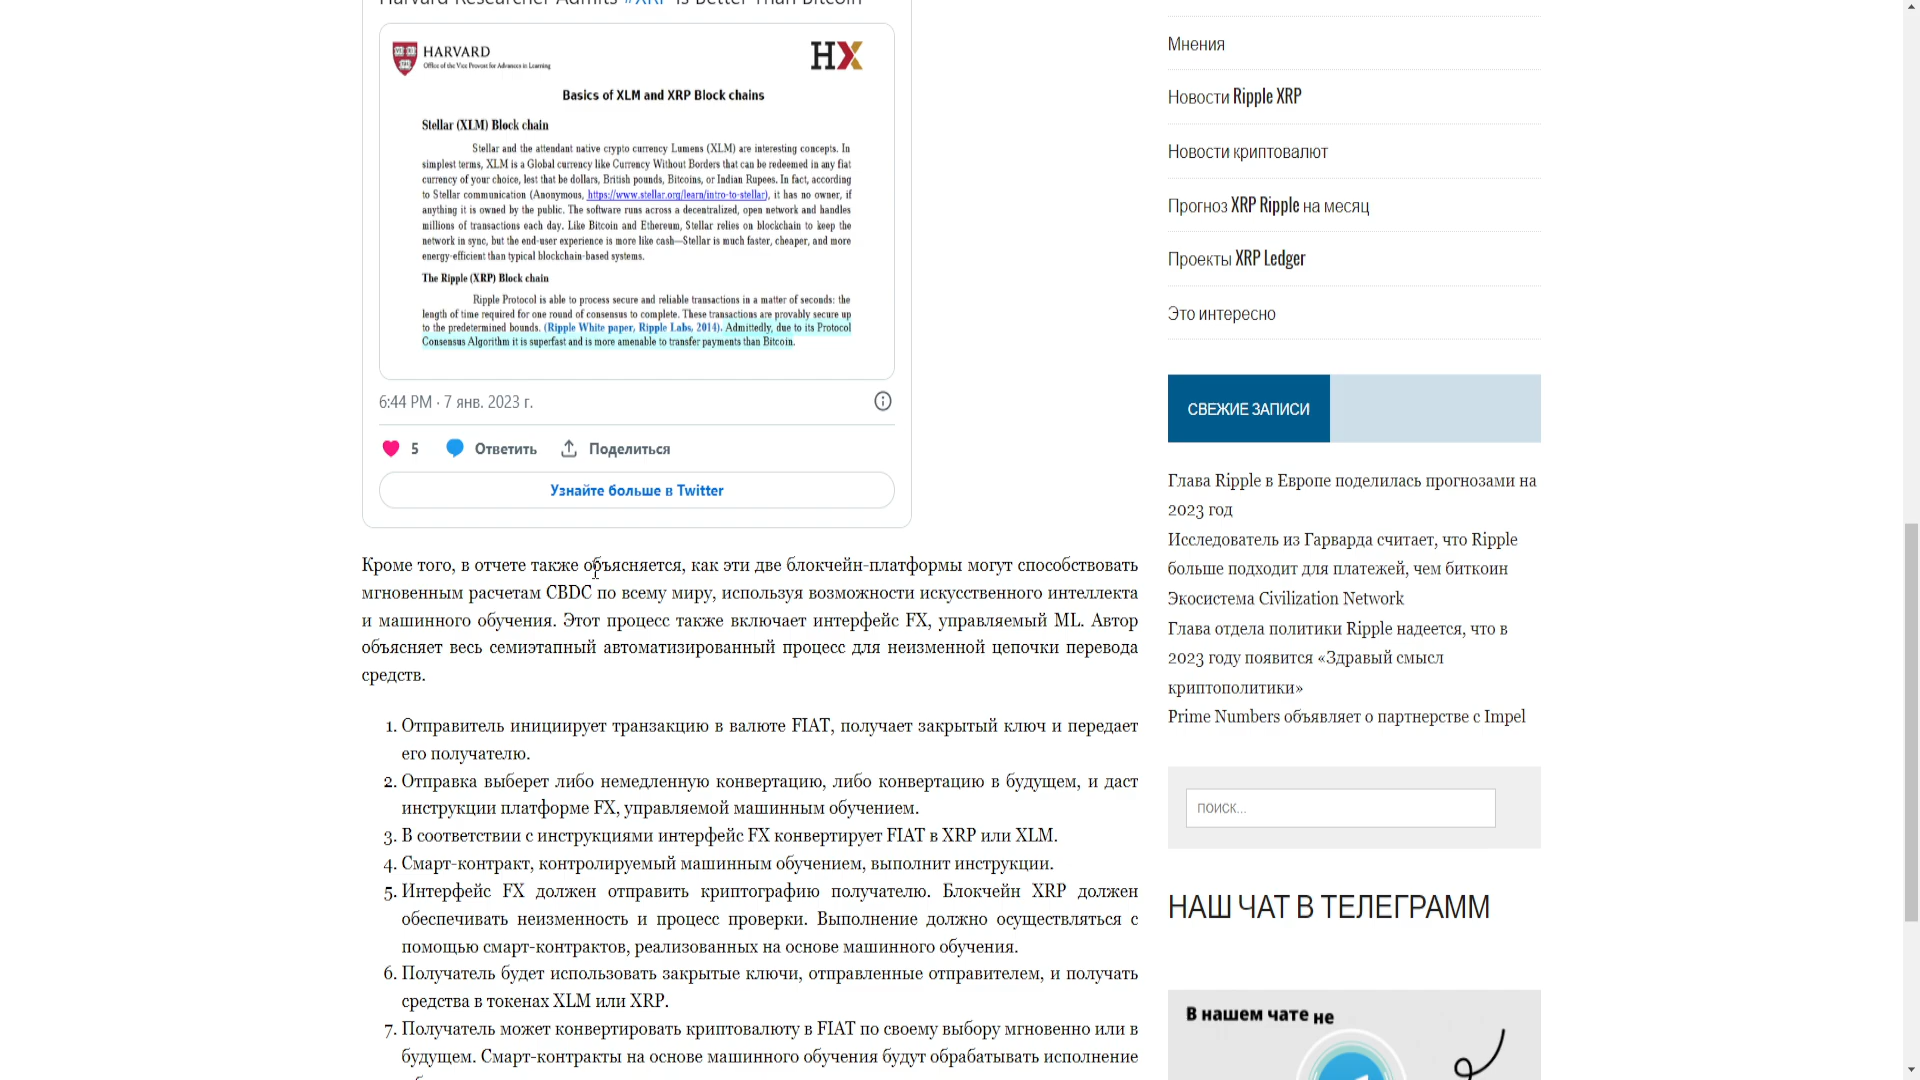 Harvard Researcher Admits #XRP Is Better Than Bitcoin
HARVARD
Office of the Vice Provost for Advances in Learning
HX
Basics of XLM and XRP Block chains
Stellar (XLM) Block chain
Stellar and the attendant native crypto currency Lumens (XLM) are interesting concepts. In
simplest terms, XLM is a Global currency like Currency Without Borders that can be redeemed in any fiat
currency of your choice, lest that be dollars, British pounds, Bitcoins, or Indian Rupees. In fact, according
to Stellar communication (Anonymous, https://www.stellar.org/learn/intro-to-stellar), it has no owner, if
anything it is owned by the public. The software runs across a decentralized, open network and handles
millions of transactions each day. Like Bitcoin and Ethereum, Stellar relies on blockchain to keep the
network in sync, but the end-user experience is more like cash—Stellar is much faster, cheaper, and more
energy-efficient than typical blockchain-based systems.
The Ripple (XRP) Block chain
Ripple Protocol is able to process secure and reliable transactions in a matter of seconds: the
length of time required for one round of consensus to complete. These transactions are provably secure up
to the predetermined bounds. (Ripple White paper, Ripple Labs, 2014). Admittedly, due to its Protocol
Consensus Algorithm it is superfast and is more amenable to transfer payments than Bitcoin.
6:44 PM · 7 янв. 2023 г.
5 Ответить Поделиться
Узнайте больше в Twitter
Кроме того, в отчете также объясняется, как эти две блокчейн-платформы могут способствовать
мгновенным расчетам CBDC по всему миру, используя возможности искусственного интеллекта
и машинного обучения. Этот процесс также включает интерфейс FX, управляемый ML. Автор
объясняет весь семиэтапный автоматизированный процесс для неизменной цепочки перевода
средств.
1. Отправитель инициирует транзакцию в валюте FIAT, получает закрытый ключ и передает
его получателю.
2. Отправка выберет либо немедленную конвертацию, либо конвертацию в будущем, и даст
инструкции платформе FX, управляемой машинным обучением.
3. В соответствии с инструкциями интерфейс FX конвертирует FIAT в XRP или XLM.
4. Смарт-контракт, контролируемый машинным обучением, выполнит инструкции.
5. Интерфейс FX должен отправить криптографию получателю. Блокчейн XRP должен
обеспечивать неизменность и процесс проверки. Выполнение должно осуществляться с
помощью смарт-контрактов, реализованных на основе машинного обучения.
6. Получатель будет использовать закрытые ключи, отправленные отправителем, и получать
средства в токенах XLM или XRP.
7. Получатель может конвертировать криптовалюту в FIAT по своему выбору мгновенно или в
будущем. Смарт-контракты на основе машинного обучения будут обрабатывать исполнение
Мнения
Новости Ripple XRP
Новости криптовалют
Прогноз XRP Ripple на месяц
Проекты XRP Ledger
Это интересно
СВЕЖИЕ ЗАПИСИ
Глава Ripple в Европе поделилась прогнозами на
2023 год
Исследователь из Гарварда считает, что Ripple
больше подходит для платежей, чем биткоин
Экосистема Civilization Network
Глава отдела политики Ripple надеется, что в
2023 году появится «Здравый смысл
криптополитики»
Prime Numbers объявляет о партнерстве с Impel
поиск...
НАШ ЧАТ В ТЕЛЕГРАММ
В нашем чате не